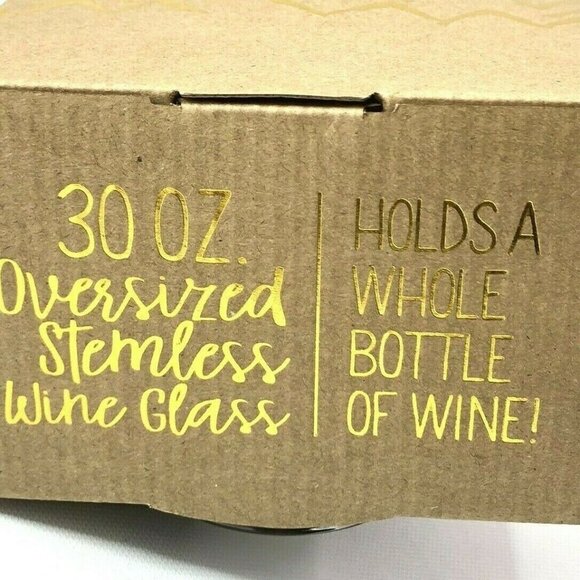 30 OZ.
Oversized
Stemless
Wine Glass
HOLDS A
WHOLE
BOTTLE
OF WINE!